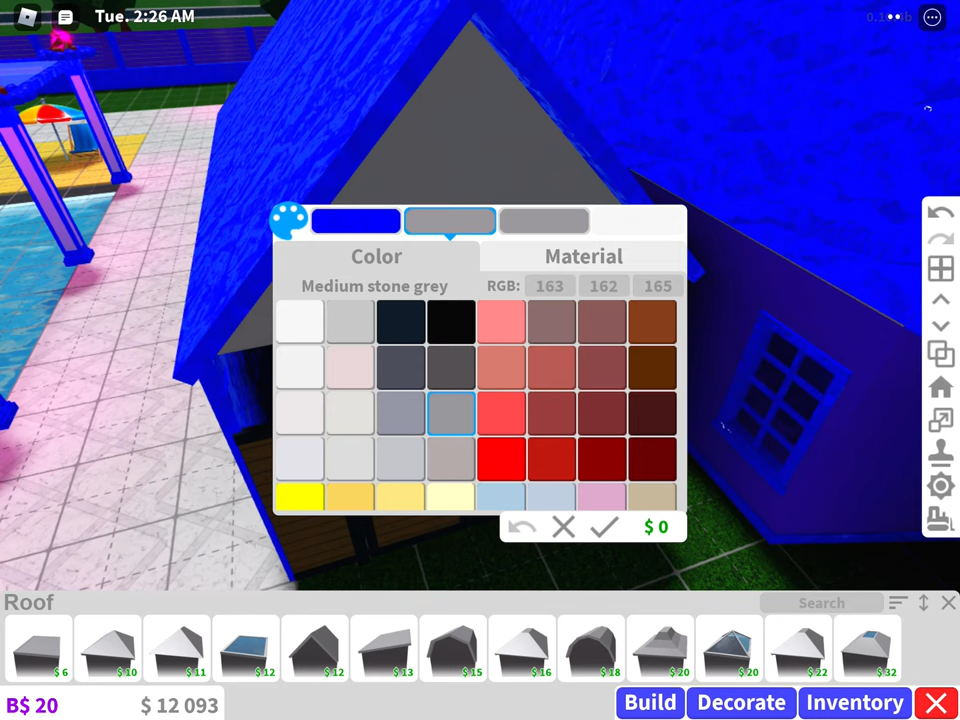 Tue. 2:26 AM
Color
Material
Medium stone grey
RGB: 163 162 165
$ 0
Roof
Search
$ 6
$ 10
$ 11
$ 12
$ 12
$ 13
$ 15
$ 16
$ 18
$ 20
$ 20
$ 22
$ 32
B$ 20
$ 12 093
Build
Decorate
Inventory